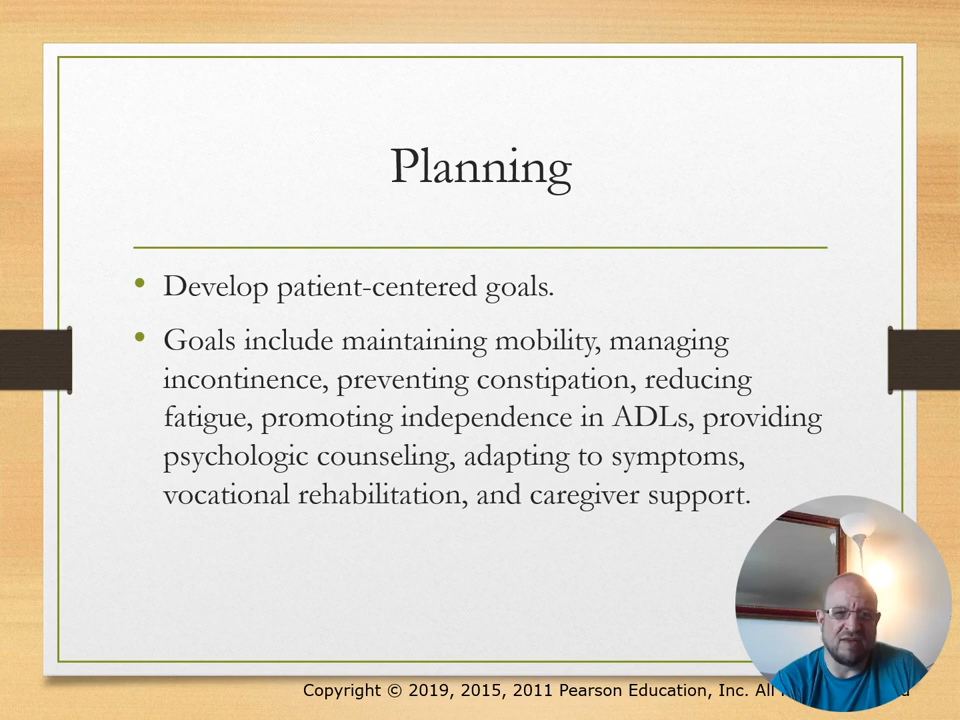 Planning
• Develop patient-centered goals.
• Goals include maintaining mobility, managing
incontinence, preventing constipation, reducing
fatigue, promoting independence in ADLs, providing
psychologic counseling, adapting to symptoms,
vocational rehabilitation, and caregiver support.
Copyright © 2019, 2015, 2011 Pearson Education, Inc. All